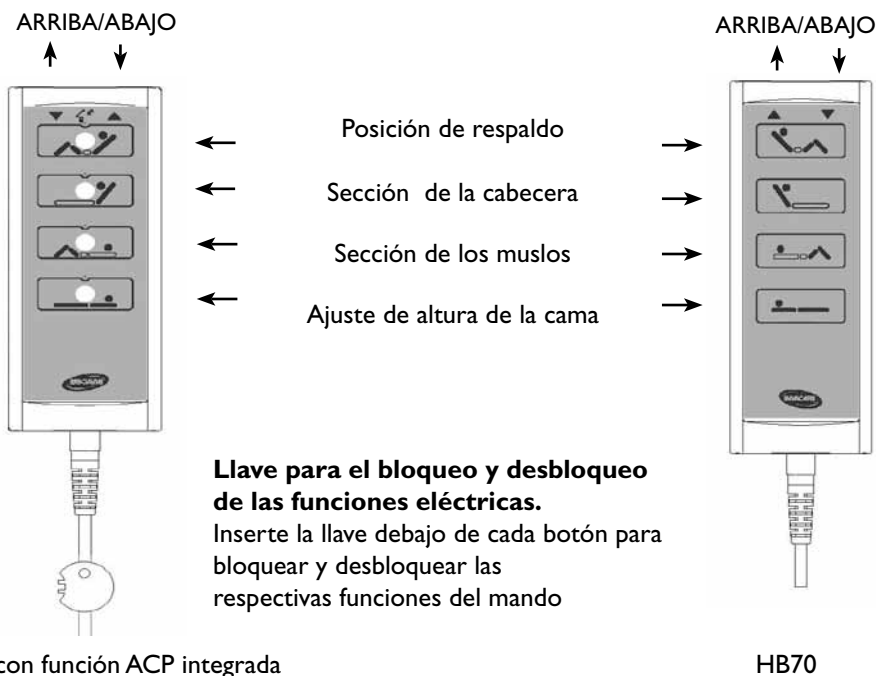 ARRIBA/ABAJO
ARRIBA/ABAJO
Posición de respaldo
Sección de la cabecera
Sección de los muslos
Ajuste de altura de la cama
INVACARE
INVACARE
Llave para el bloqueo y desbloqueo
de las funciones eléctricas.
Inserte la llave debajo de cada botón para
bloquear y desbloquear las
respectivas funciones del mando
con función ACP integrada
HB70